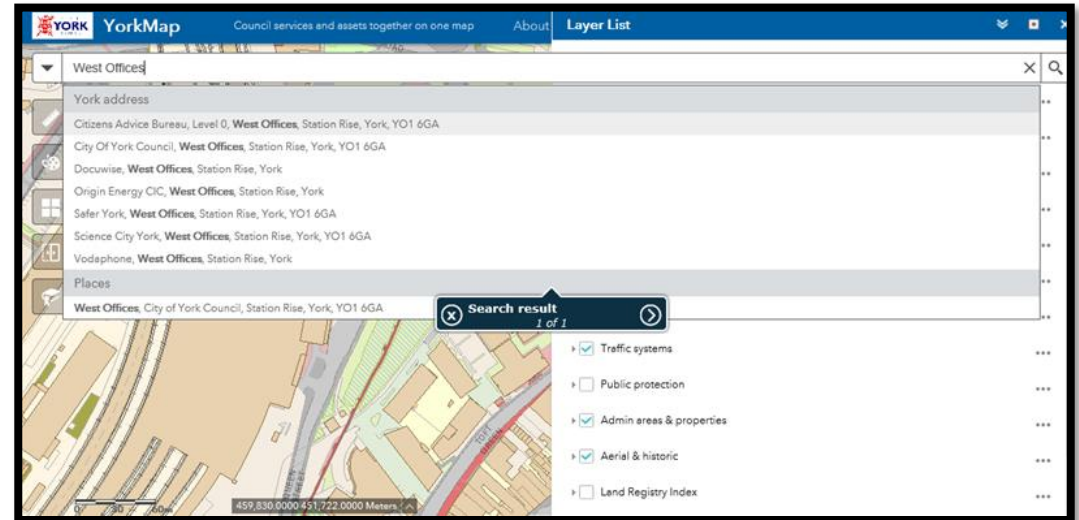 YORK YorkMap Council services and assets together on one map About Layer List
West Offices
York address
Citizens Advice Bureau, Level 0, West Offices, Station Rise, York, YO1 6GA
City Of York Council, West Offices, Station Rise, York, YO1 6GA
Docuwise, West Offices, Station Rise, York
Origin Energy CIC, West Offices, Station Rise, York
Safer York, West Offices, Station Rise, York, YO1 6GA
Science City York, West Offices, Station Rise, York, YO1 6GA
Vodaphone, West Offices, Station Rise, York
Places
West Offices, City of York Council, Station Rise, York, YO1 6GA
Search result
1 of 1
Traffic systems
Public protection
Admin areas & properties
Aerial & historic
Land Registry Index
TOFT GREEN
0 30 60m
459,830.0000 451,722.0000 Meters